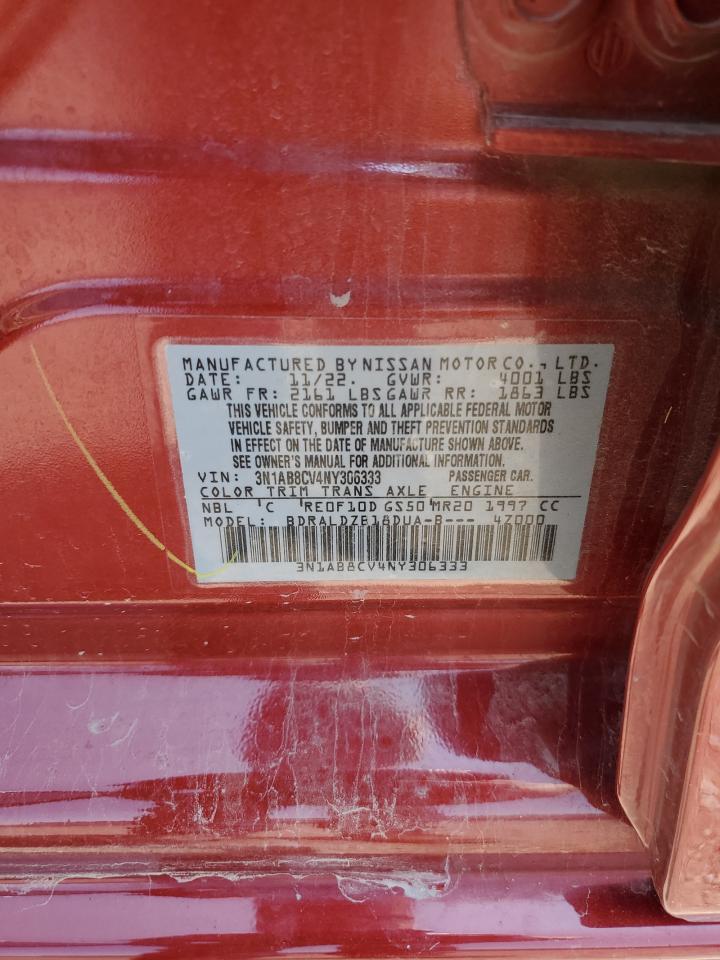 MANUFACTURED BY NISSAN MOTOR CO., LTD.
DATE: 11/22. GVWR: 4001 LBS
GAWR FR: 2161 LBS GAWR RR: 1863 LBS
THIS VEHICLE CONFORMS TO ALL APPLICABLE FEDERAL MOTOR
VEHICLE SAFETY, BUMPER AND THEFT PREVENTION STANDARDS
IN EFFECT ON THE DATE OF MANUFACTURE SHOWN ABOVE.
SEE OWNER'S MANUAL FOR ADDITIONAL INFORMATION.
VIN: 3N1AB8CV4NY306333 PASSENGER CAR.
COLOR TRIM TRANS AXLE ENGINE
NBL C RE0F10D GS50 MR20 1997 CC
MODEL: BDRALDZB18DUA-B--- 4Z000
3N1AB8CV4NY306333